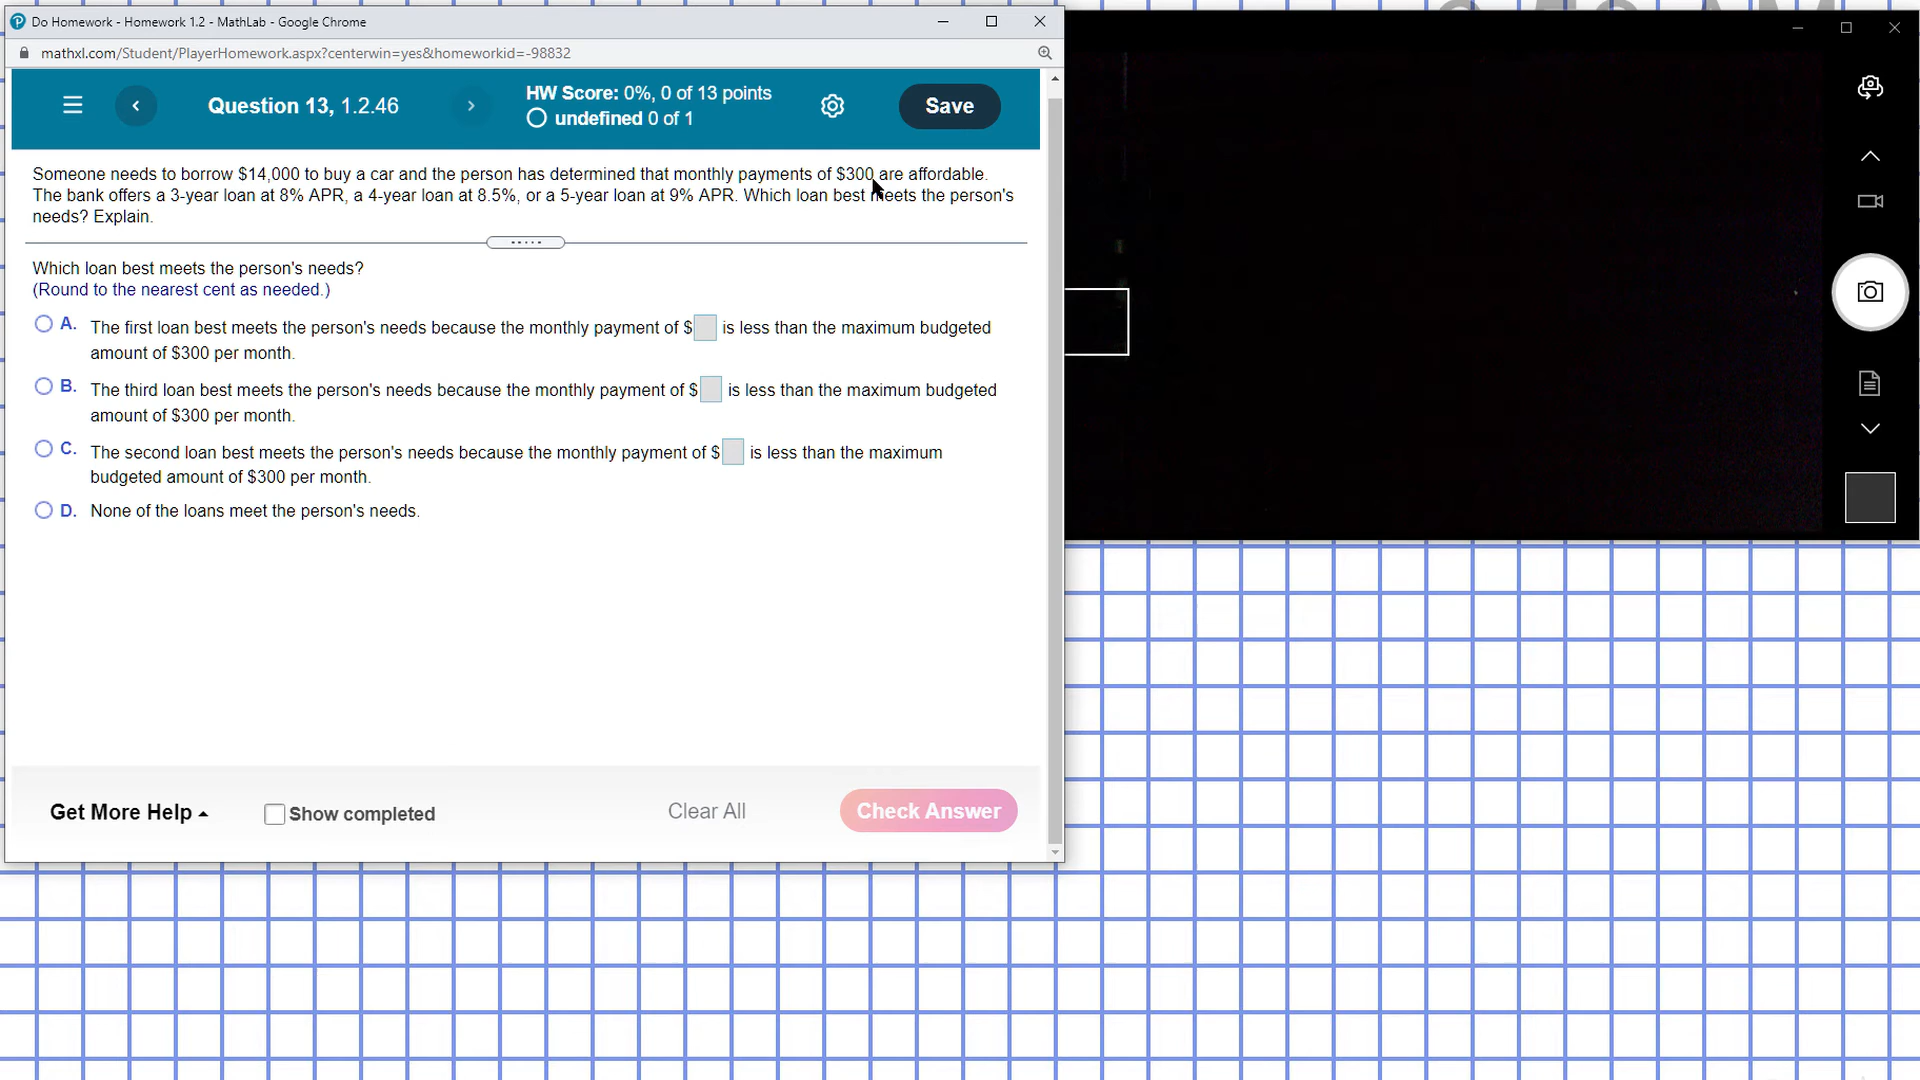 Do Homework - Homework 1.2 - MathLab - Google Chrome
mathxl.com/Student/PlayerHomework.aspx?centerwin=yes&homeworkid=-98832
Question 13, 1.2.46
HW Score: 0%, 0 of 13 points
undefined 0 of 1
Save
Someone needs to borrow $14,000 to buy a car and the person has determined that monthly payments of $300 are affordable.
The bank offers a 3-year loan at 8% APR, a 4-year loan at 8.5%, or a 5-year loan at 9% APR. Which loan best meets the person's
needs? Explain.
Which loan best meets the person's needs?
(Round to the nearest cent as needed.)
A. The first loan best meets the person's needs because the monthly payment of $ is less than the maximum budgeted
amount of $300 per month.
B. The third loan best meets the person's needs because the monthly payment of $ is less than the maximum budgeted
amount of $300 per month.
C. The second loan best meets the person's needs because the monthly payment of $ is less than the maximum
budgeted amount of $300 per month.
D. None of the loans meet the person's needs.
Get More Help
Show completed
Clear All
Check Answer